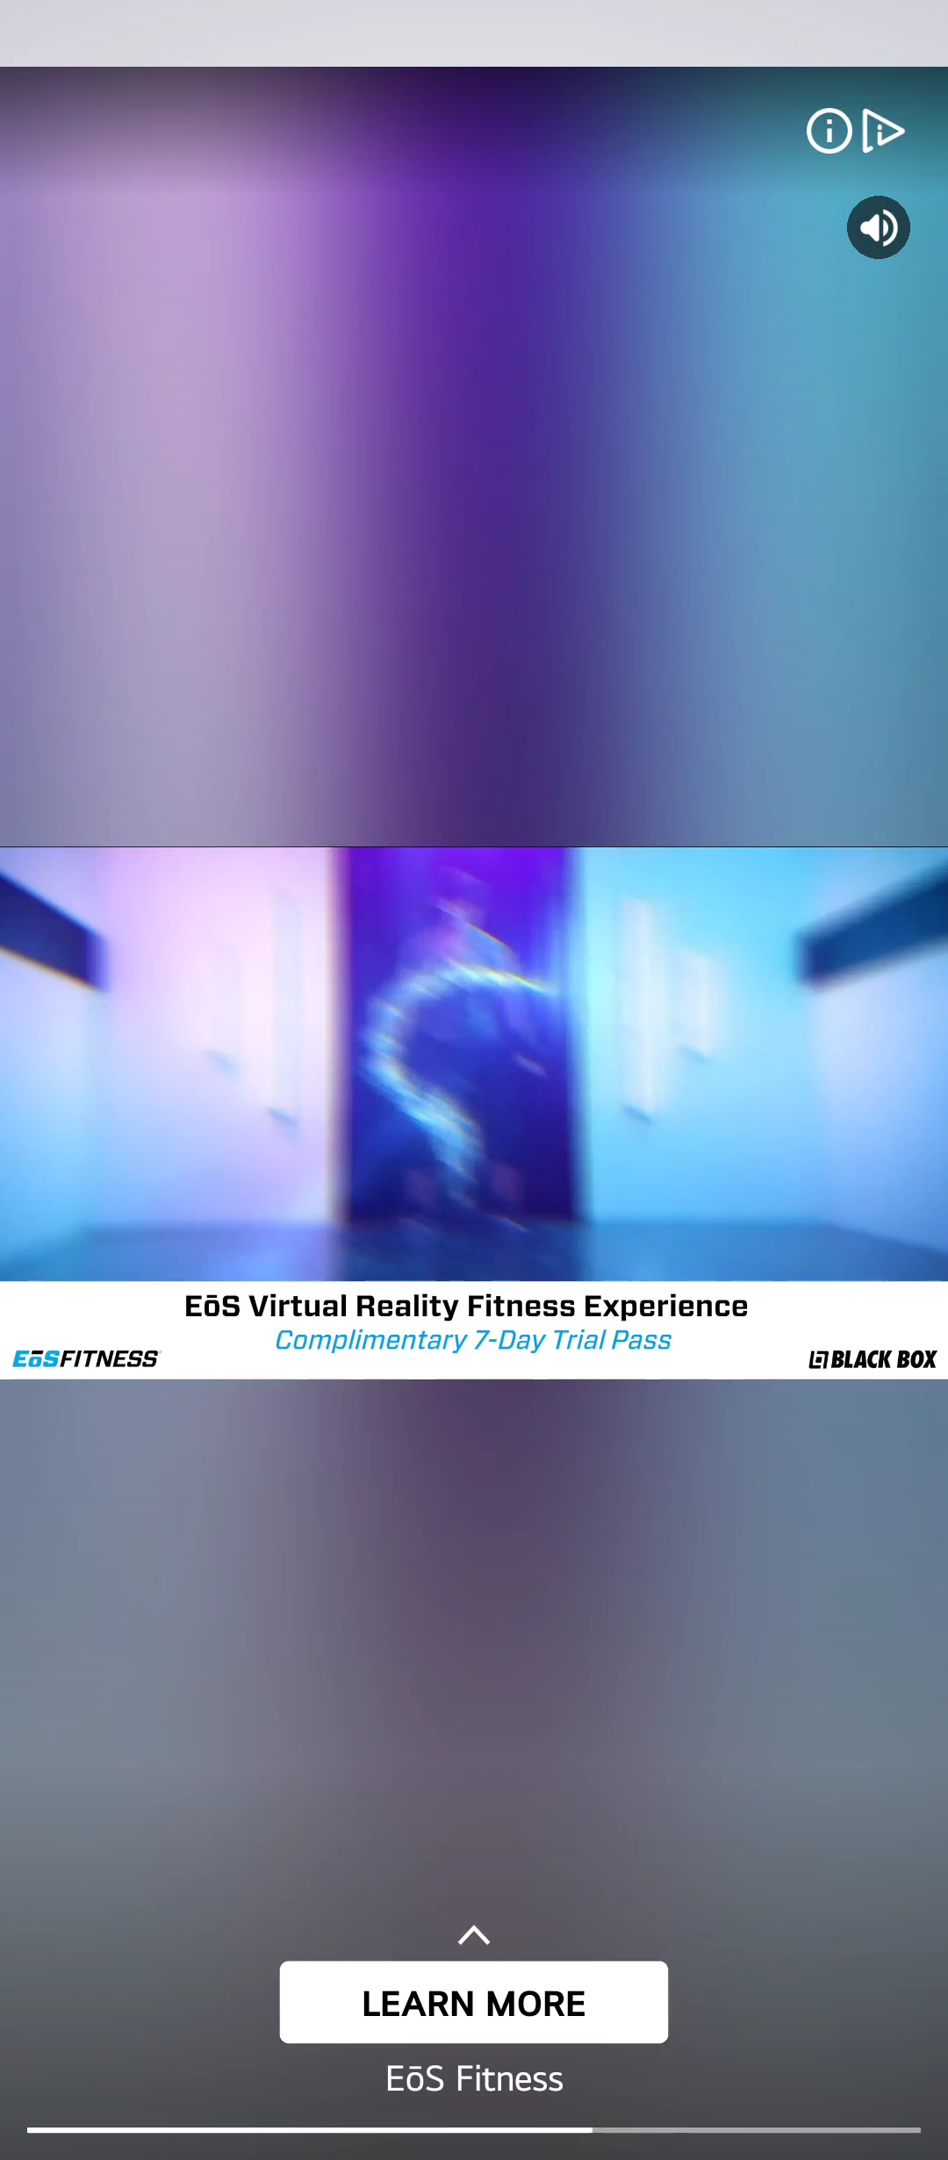 EōS Virtual Reality Fitness Experience
Complimentary 7-Day Trial Pass
EōSFITNESS
BLACK BOX
LEARN MORE
EōS Fitness